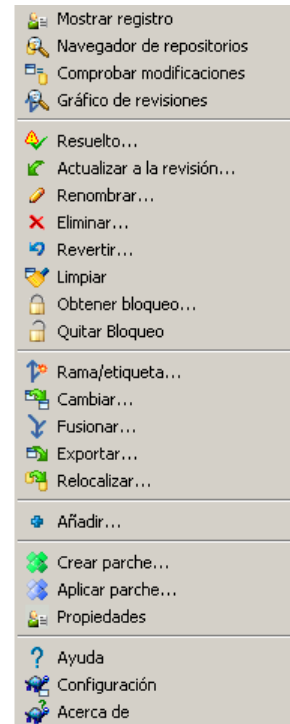 Mostrar registro
Navegador de repositorios
Comprobar modificaciones
Gráfico de revisiones
Resuelto...
Actualizar a la revisión...
Renombrar...
Eliminar...
Revertir...
Limpiar
Obtener bloqueo...
Quitar Bloqueo
Rama/etiqueta...
Cambiar...
Fusionar...
Exportar...
Relocalizar...
Añadir...
Crear parche...
Aplicar parche...
Propiedades
Ayuda
Configuración
Acerca de